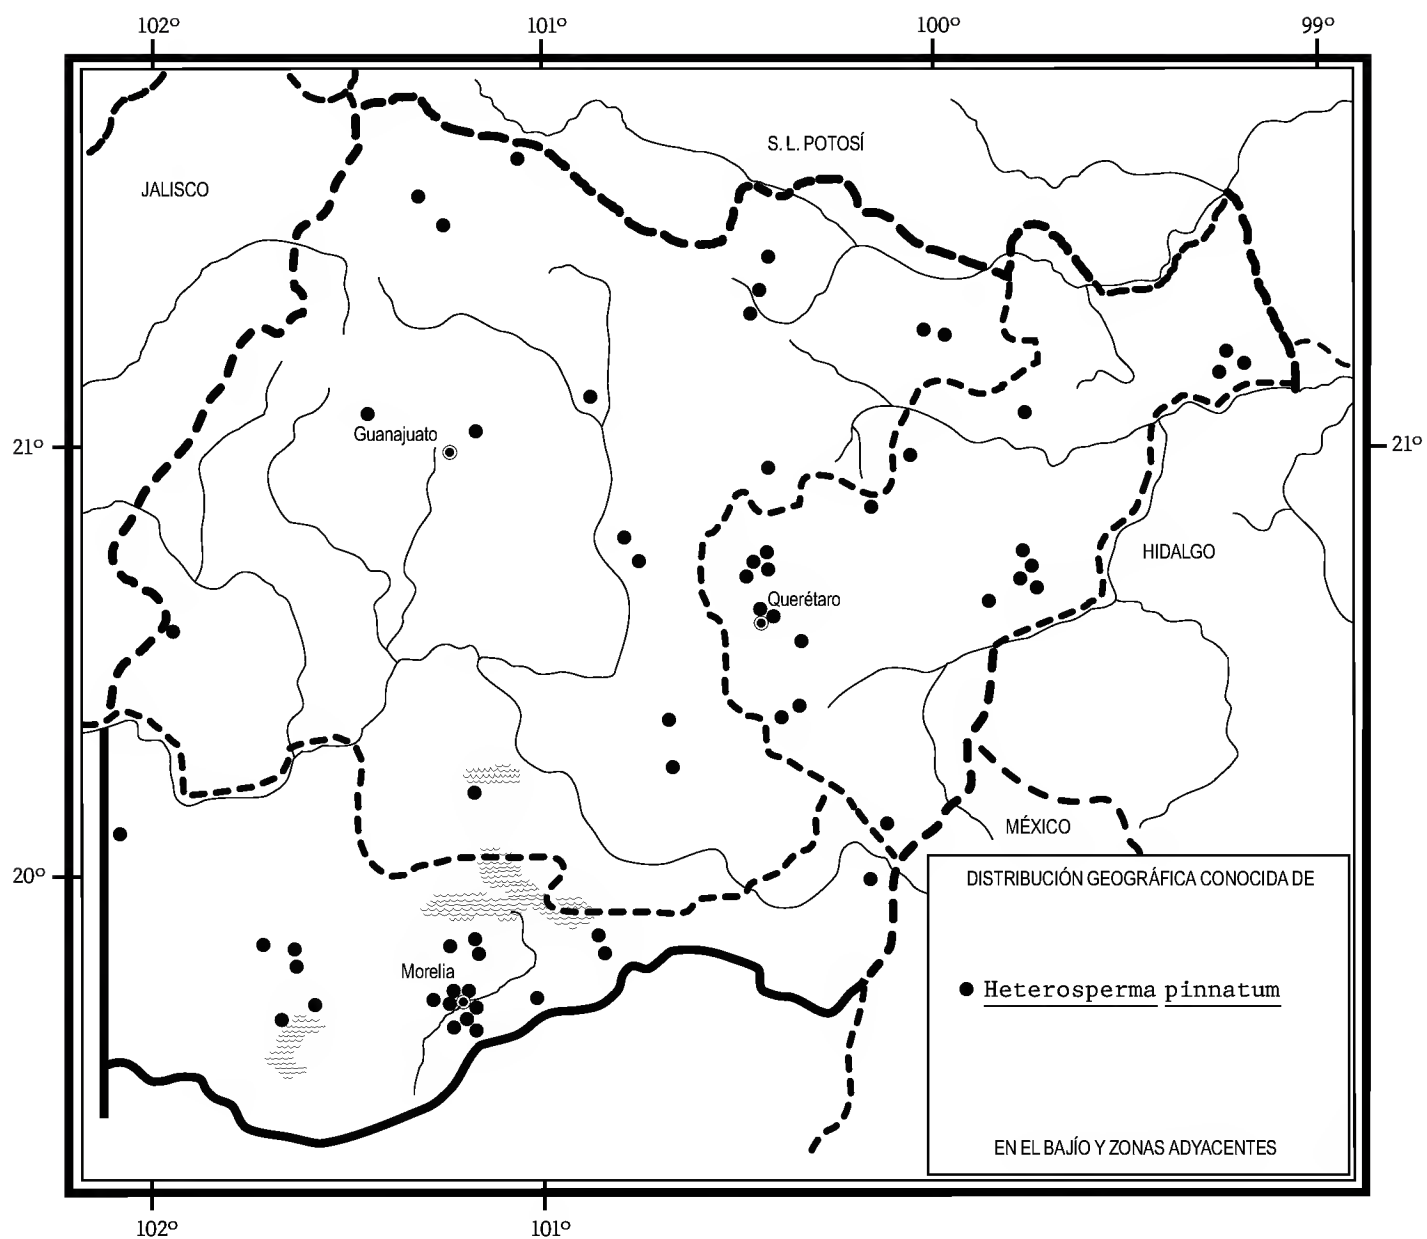 102º 101º 100º 99º
S. L. POTOSÍ
JALISCO
Guanajuato
21º 21º
HIDALGO
Querétaro
MÉXICO
20º
DISTRIBUCIÓN GEOGRÁFICA CONOCIDA DE
Morelia
Heterosperma pinnatum
EN EL BAJÍO Y ZONAS ADYACENTES
102º 101º